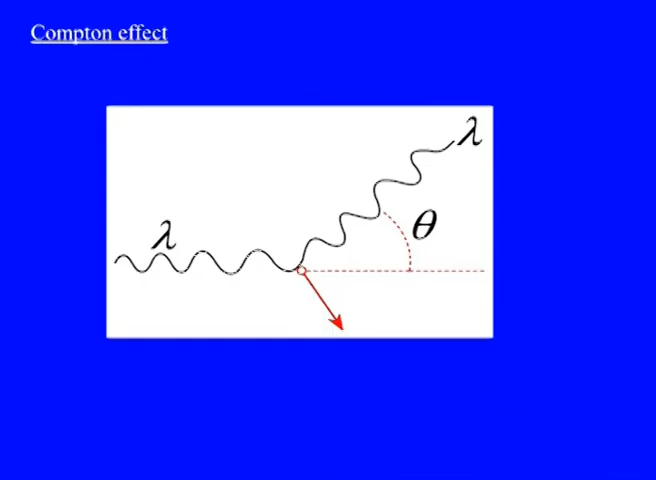 Compton effect
λ
λ
θ